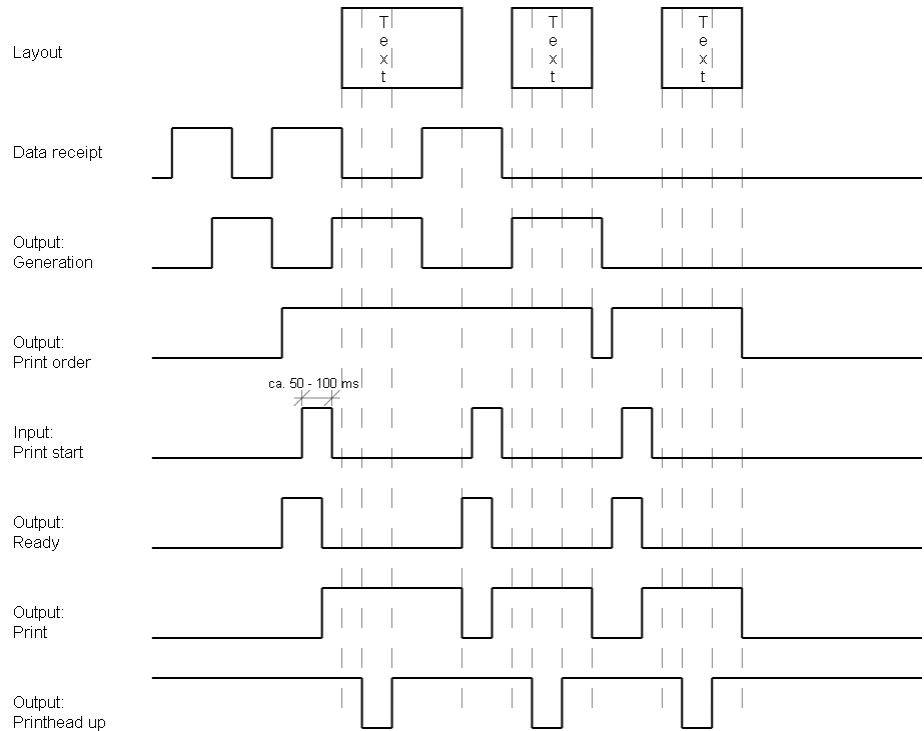 Layout
T
e
x
t
T
e
x
t
T
e
x
t
Data receipt
Output:
Generation
Output:
Print order
ca. 50 - 100 ms
Input:
Print start
Output:
Ready
Output:
Print
Output:
Printhead up